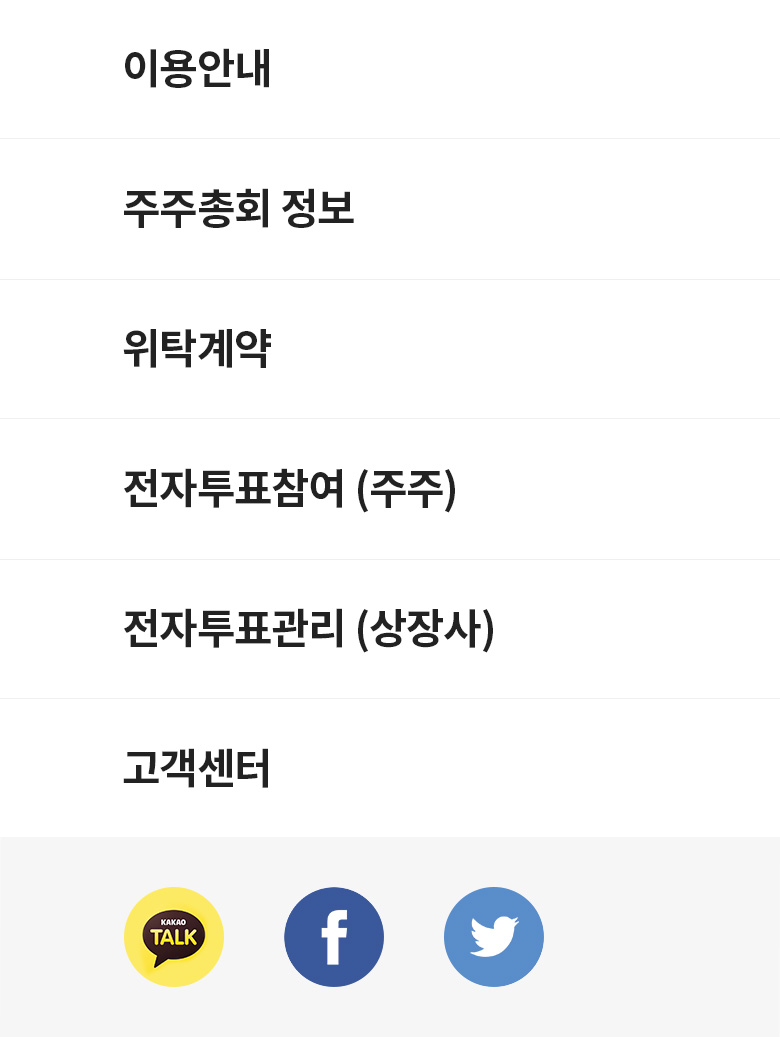 이용안내
주주총회 정보
위탁계약
전자투표참여 (주주)
전자투표관리 (상장사)
고객센터
KAKAO
TALK